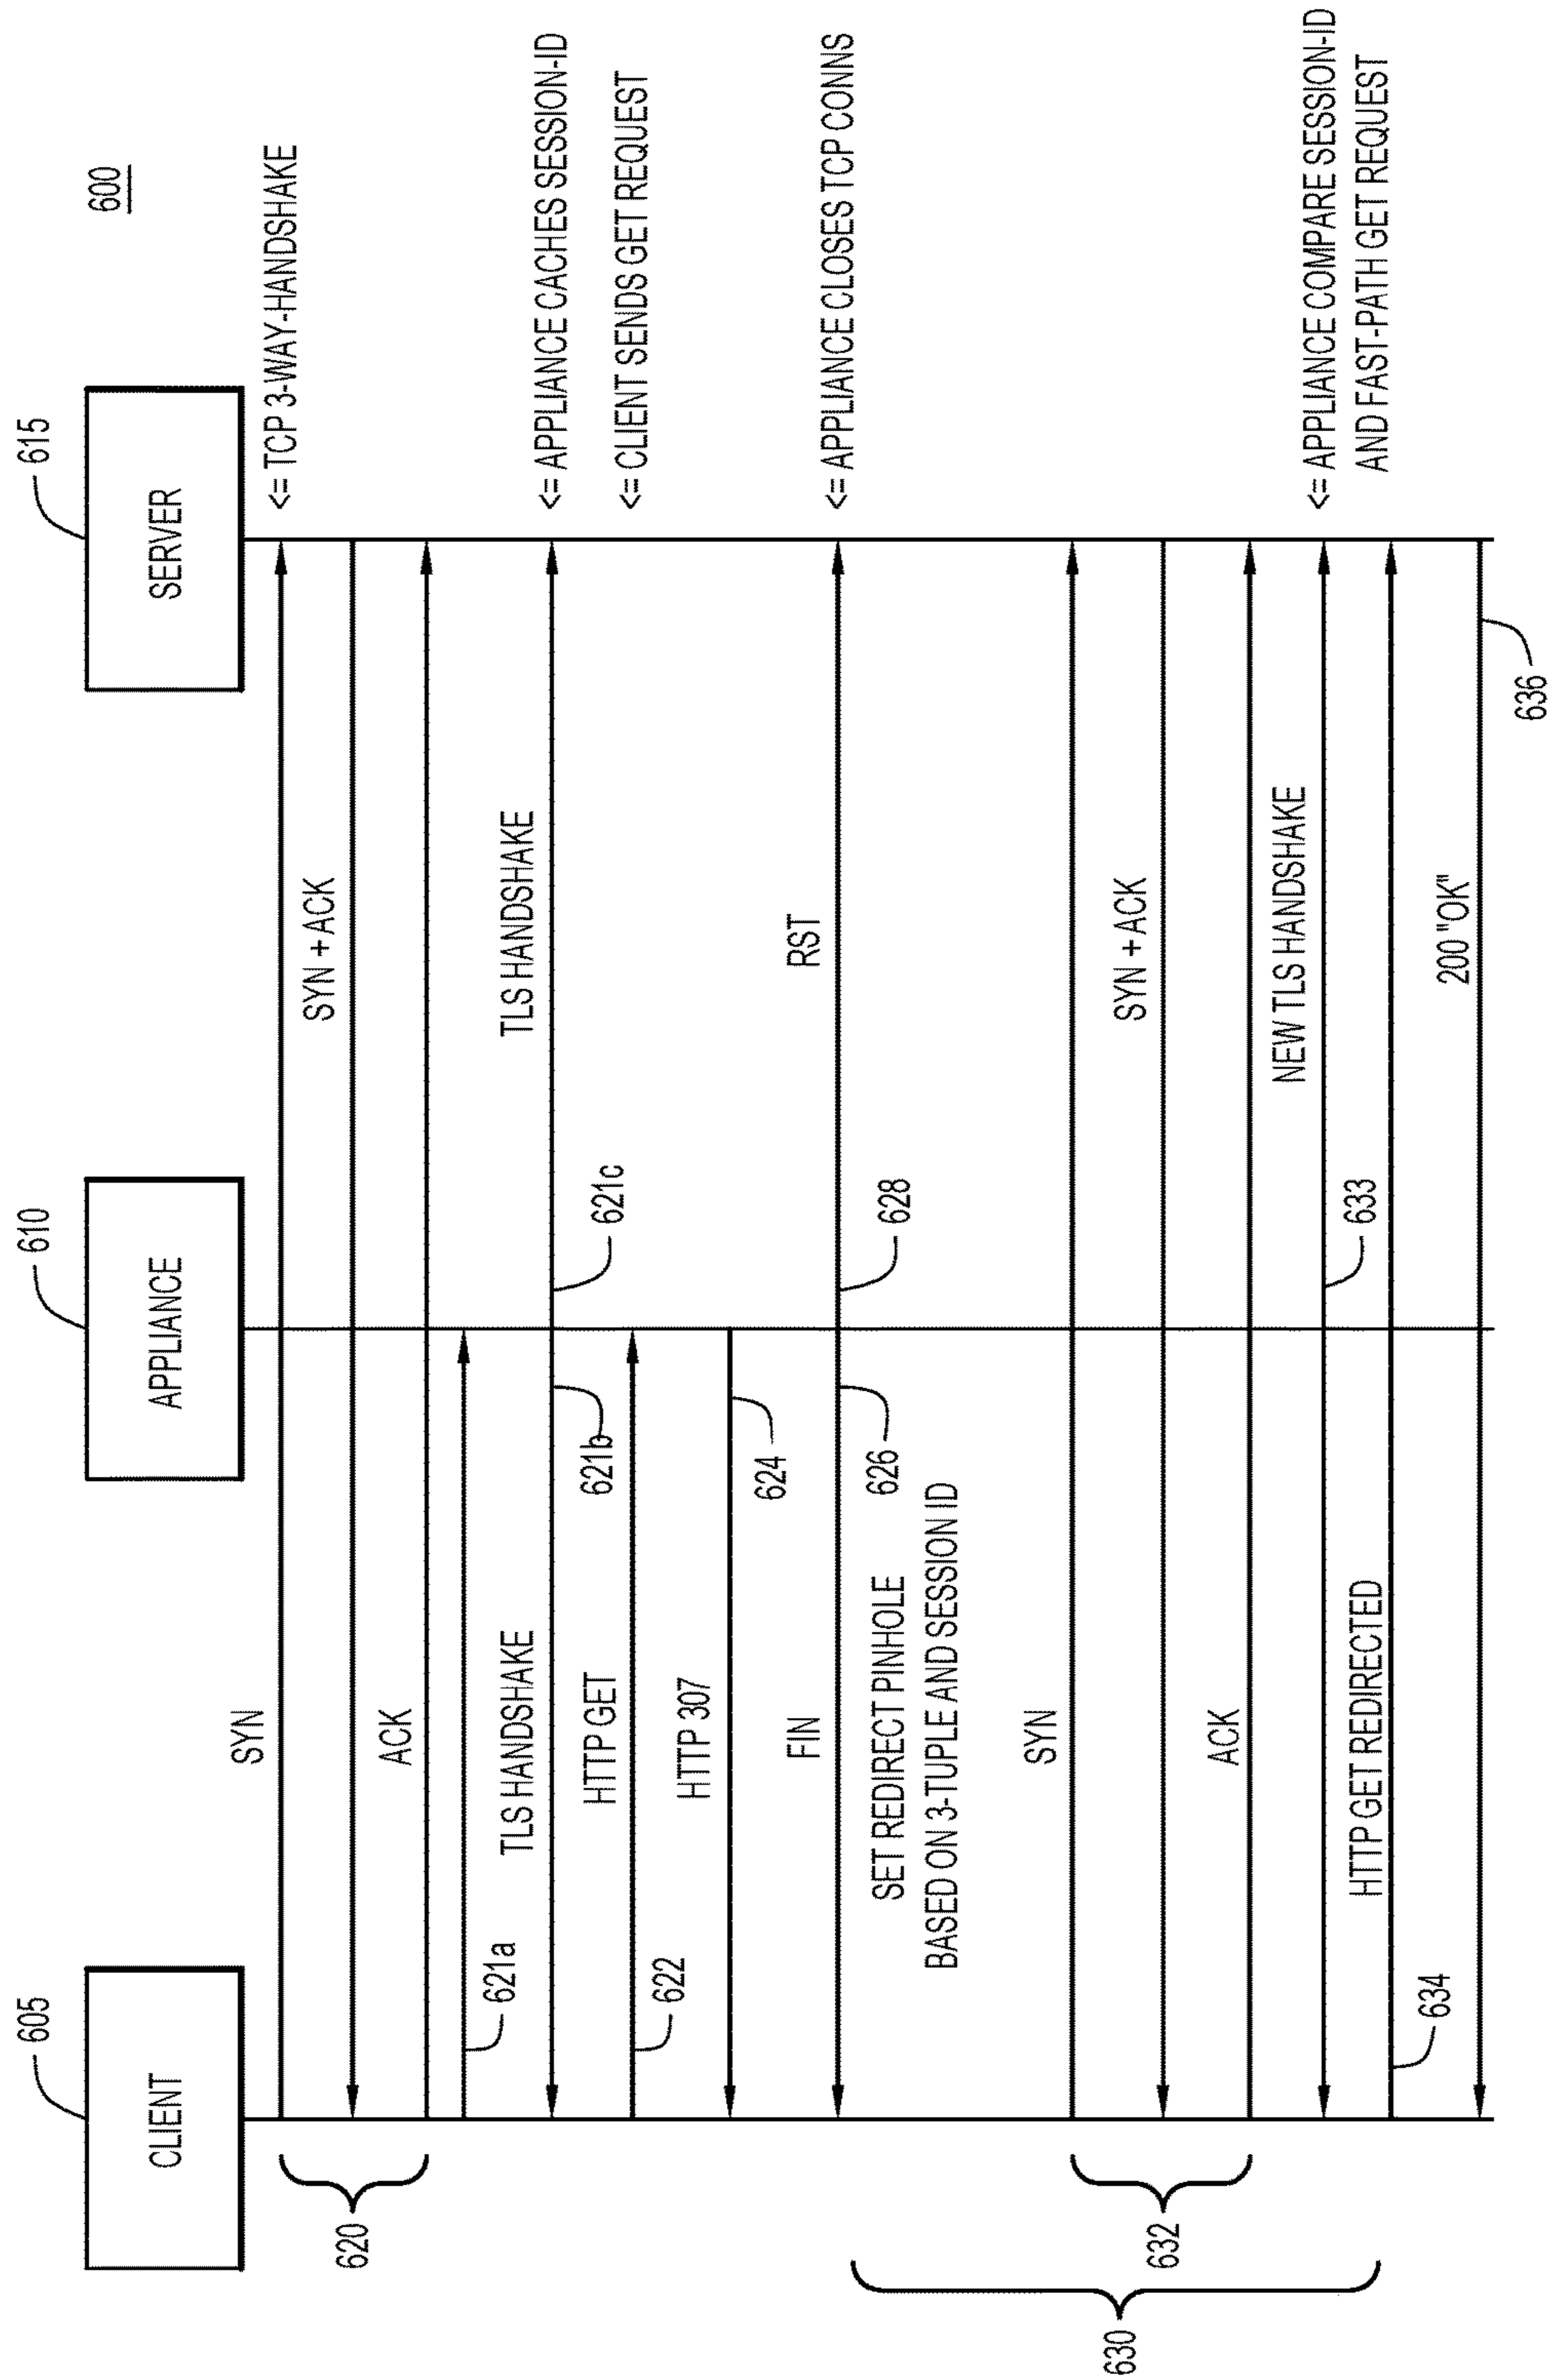 600
605
610
615
CLIENT
APPLIANCE
SERVER
SYN
<= TCP 3-WAY-HANDSHAKE
SYN + ACK
620
ACK
621a
TLS HANDSHAKE
TLS HANDSHAKE
<= APPLIANCE CACHES SESSION-ID
621b
621c
HTTP GET
<= CLIENT SENDS GET REQUEST
622
HTTP 307
624
FIN
RST
<= APPLIANCE CLOSES TCP CONNS
626
628
SET REDIRECT PINHOLE
BASED ON 3-TUPLE AND SESSION ID
SYN
630
632
SYN + ACK
ACK
NEW TLS HANDSHAKE
<= APPLIANCE COMPARE SESSION-ID
AND FAST-PATH GET REQUEST
633
HTTP GET REDIRECTED
634
200 "OK"
636